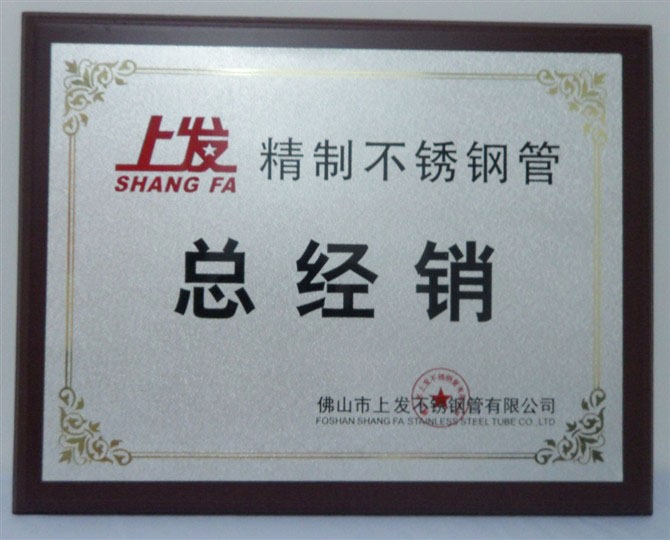 上发 精制不锈钢管
SHANG FA
总经销
佛山市上发不锈钢管有限公司
FOSHAN SHANG FA STAINLESS STEEL TUBE CO.,LTD